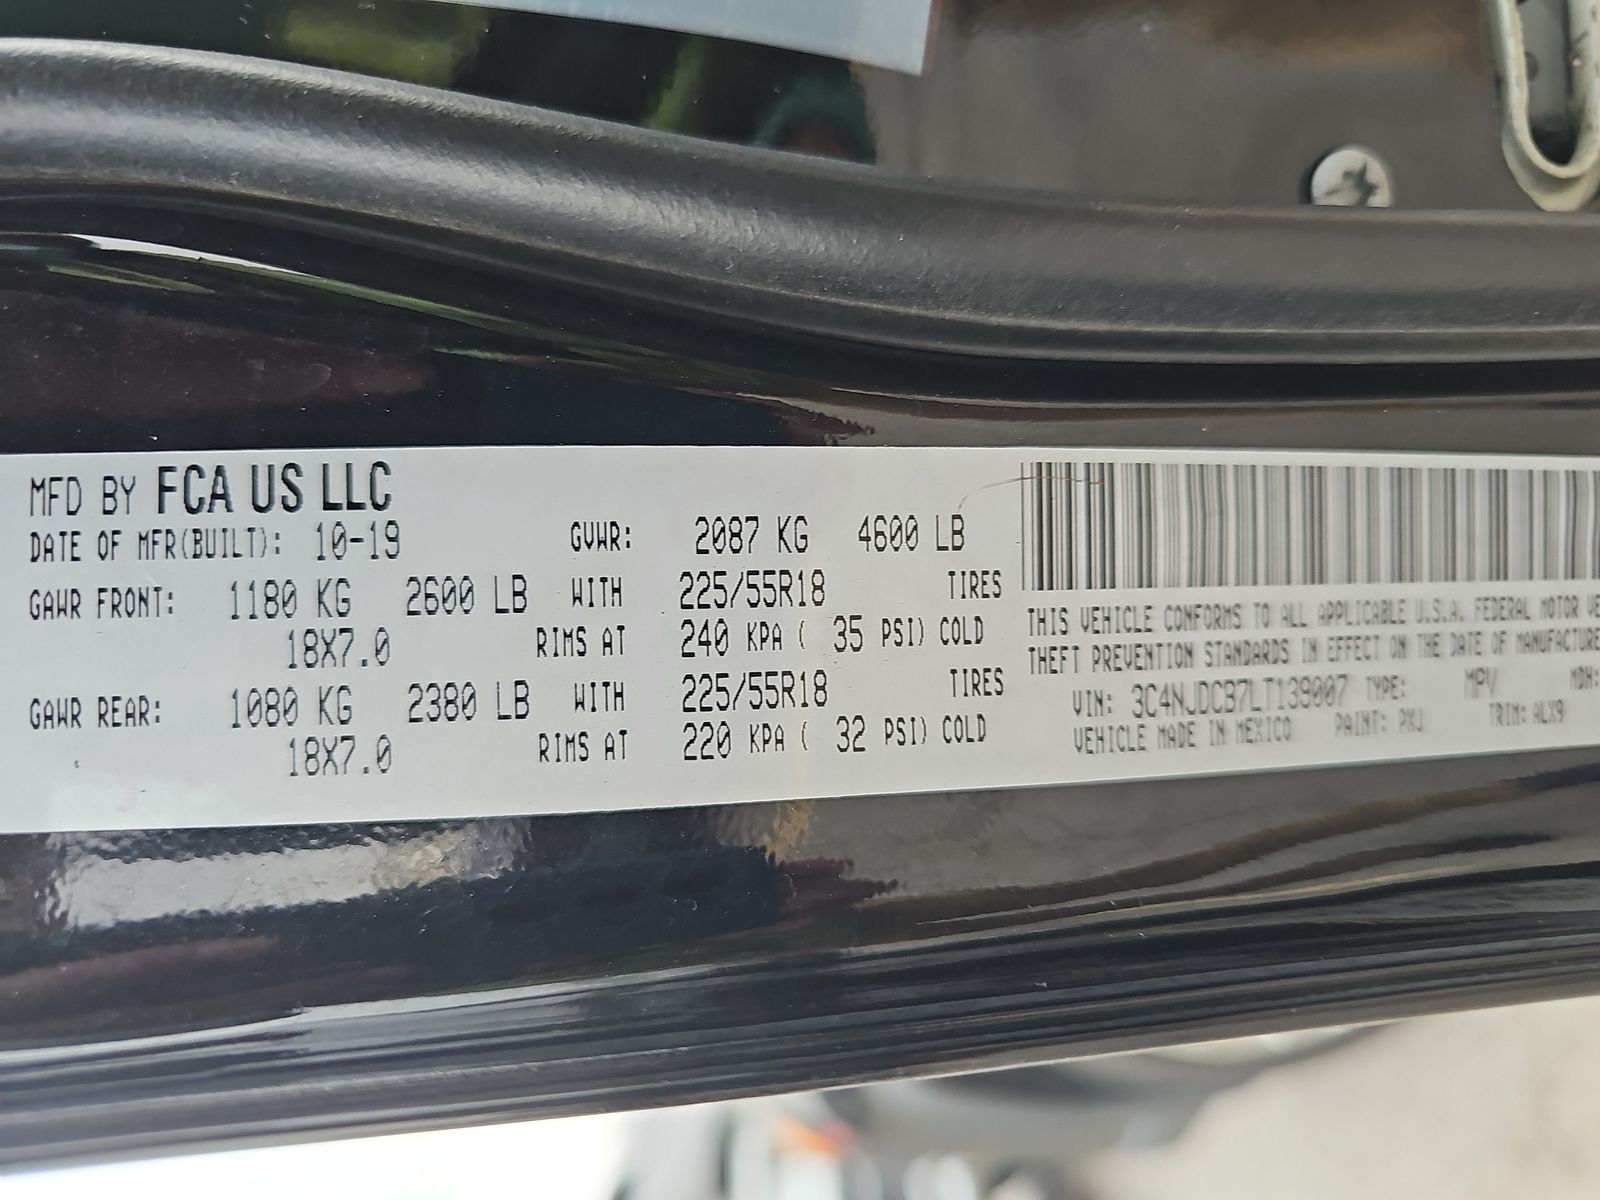 MFD BY FCA US LLC
DATE OF MFR(BUILT): 10-19 GVWR: 2087 KG 4600 LB
GAWR FRONT: 1180 KG 2600 LB WITH 225/55R18 TIRES
18X7.0 RIMS AT 240 KPA ( 35 PSI) COLD
GAWR REAR: 1080 KG 2380 LB WITH 225/55R18 TIRES
18X7.0 RIMS AT 220 KPA ( 32 PSI) COLD
THIS VEHICLE CONFORMS TO ALL APPLICABLE U.S.A. FEDERAL MOTOR VE
THEFT PREVENTION STANDARDS IN EFFECT ON THE DATE OF MANUFACTURE
VIN: 3C4NJDCB7LT139007 TYPE: MPV MDH:
VEHICLE MADE IN MEXICO PAINT: PXJ TRIM: ALX9